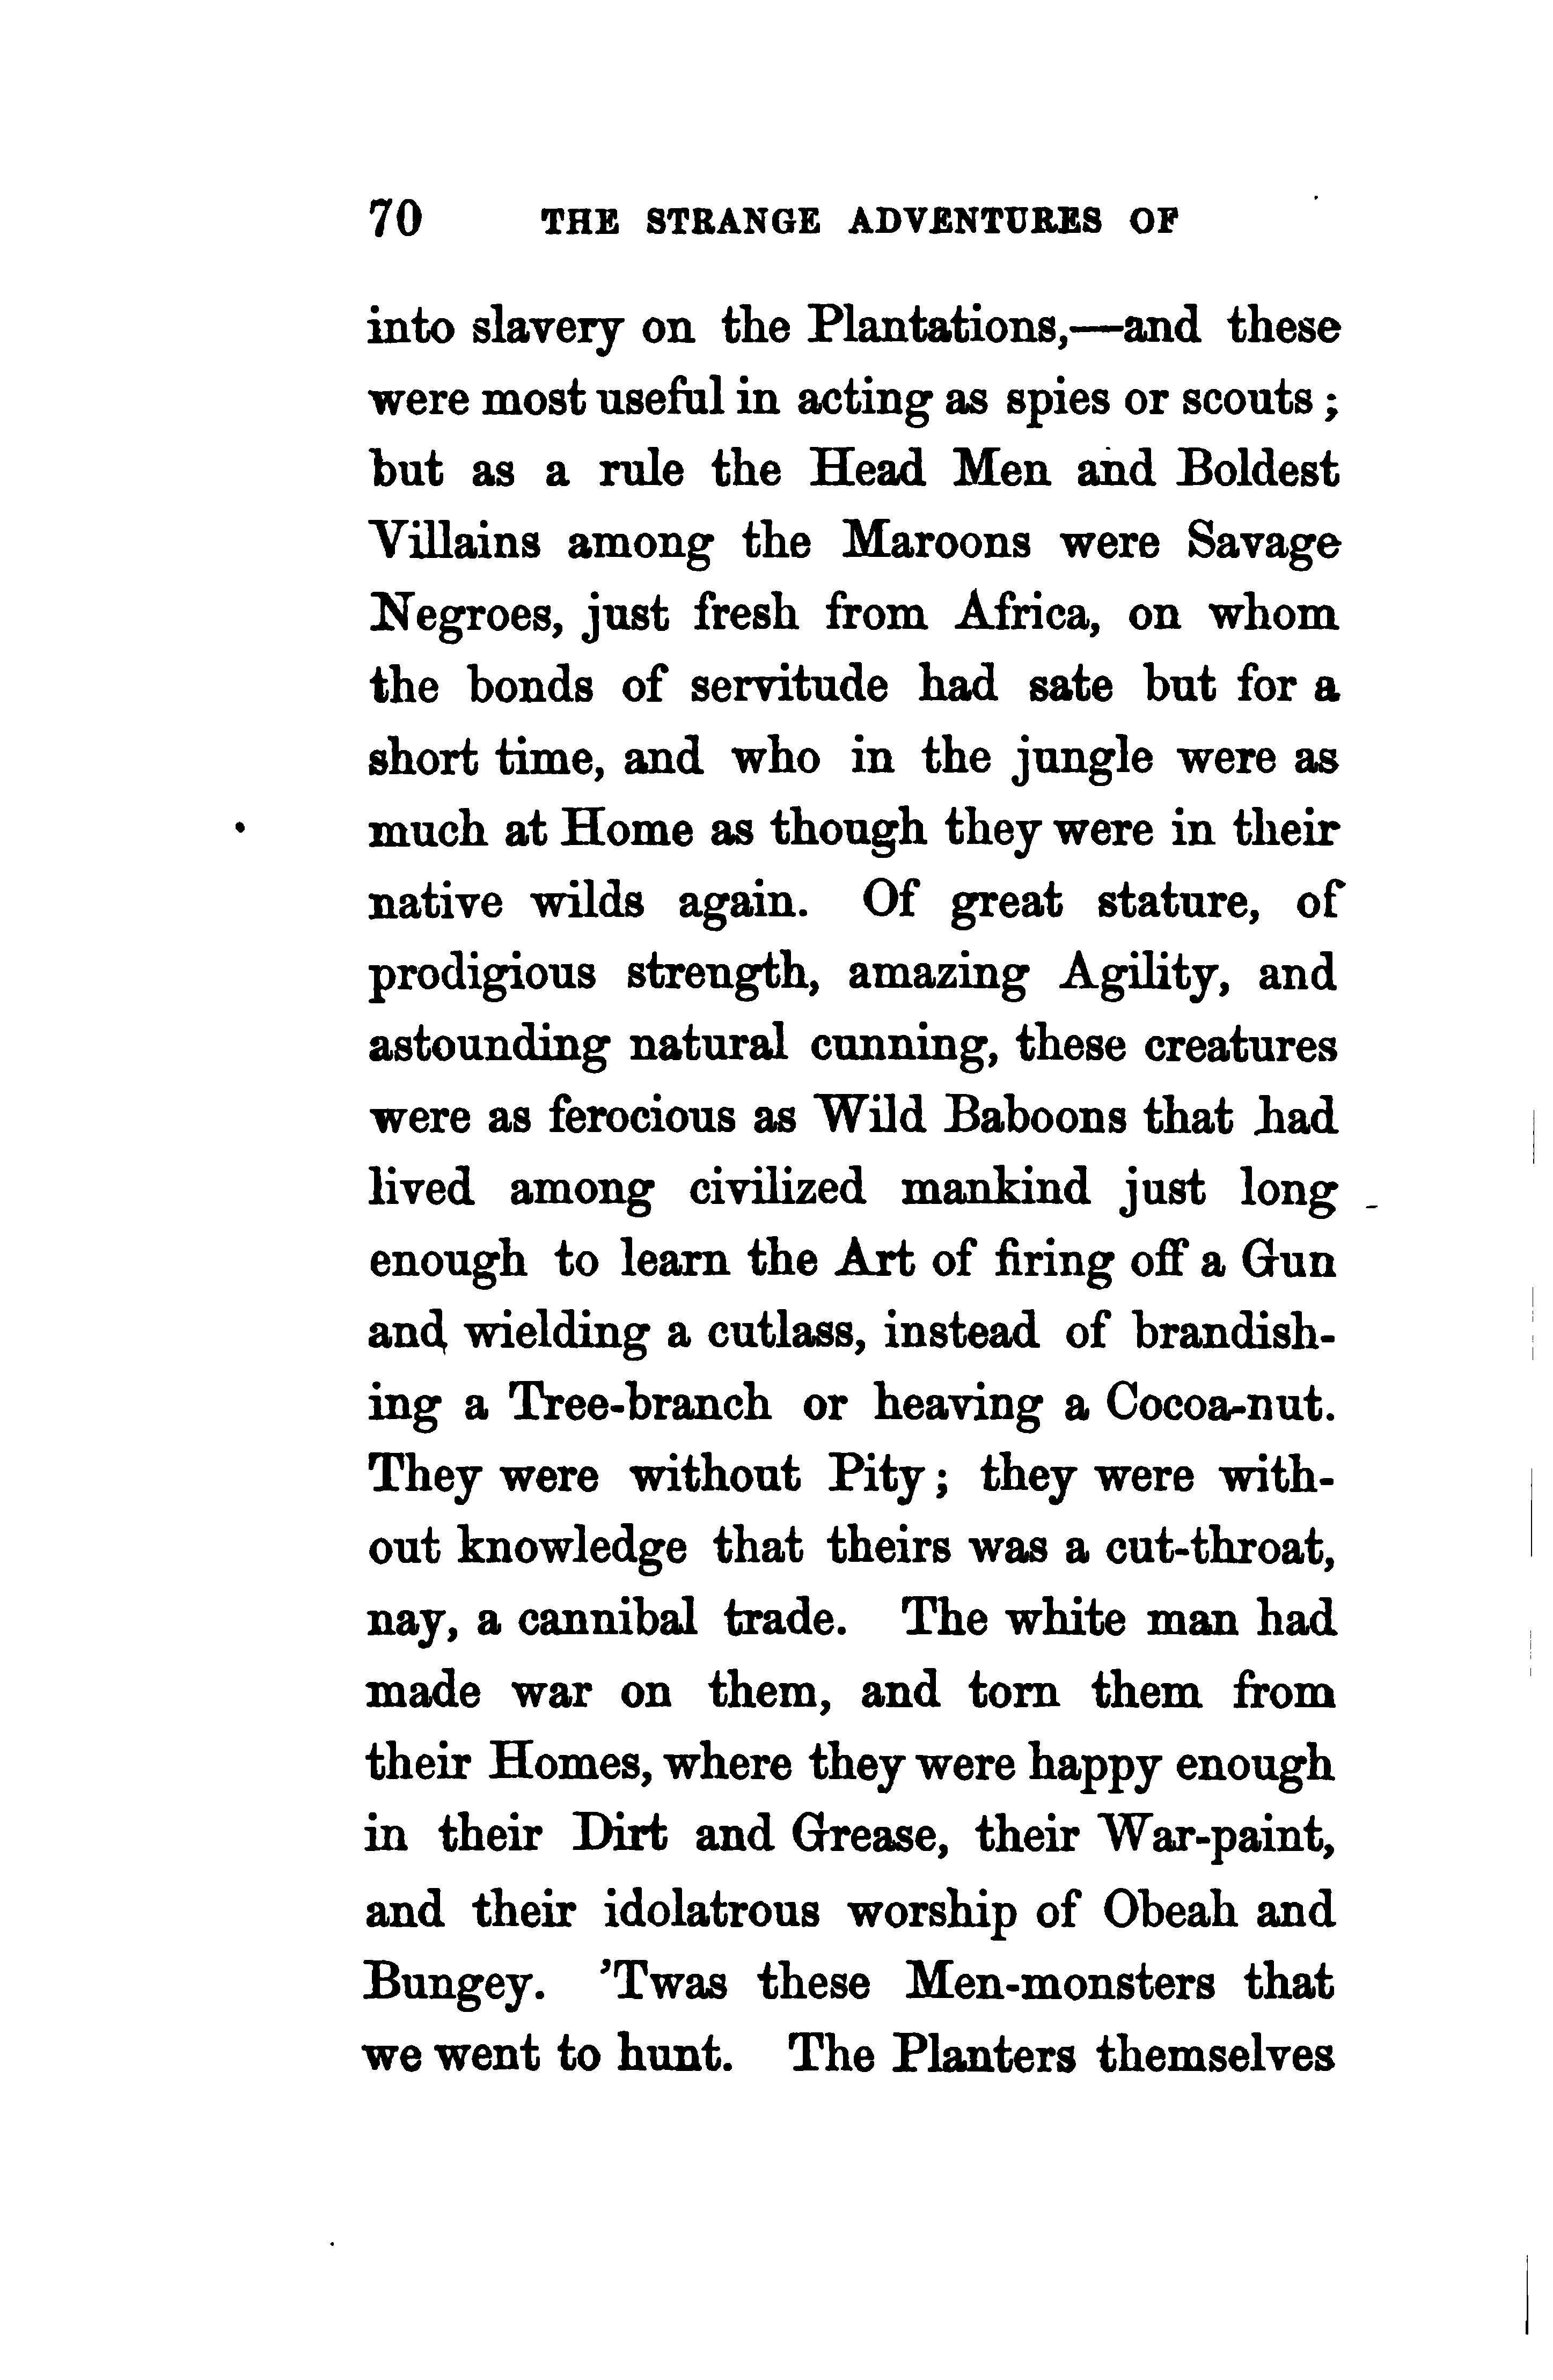 70 THE STRANGE ADVENTURES OF
into slavery on the Plantations,—and these
were most useful in acting as spies or scouts;
but as a rule the Head Men and Boldest
Villains among the Maroons were Savage
Negroes, just fresh from Africa, on whom
the bonds of servitude had sate but for a
short time, and who in the jungle were as
much at Home as though they were in their
native wilds again. Of great stature, of
prodigious strength, amazing Agility, and
astounding natural cunning, these creatures
were as ferocious as Wild Baboons that had
lived among civilized mankind just long
enough to learn the Art of firing off a Gun
and wielding a cutlass, instead of brandish-
ing a Tree-branch or heaving a Cocoa-nut.
They were without Pity; they were with-
out knowledge that theirs was a cut-throat,
nay, a cannibal trade. The white man had
made war on them, and torn them from
their Homes, where they were happy enough
in their Dirt and Grease, their War-paint,
and their idolatrous worship of Obeah and
Bungey. 'Twas these Men-monsters that
we went to hunt. The Planters themselves